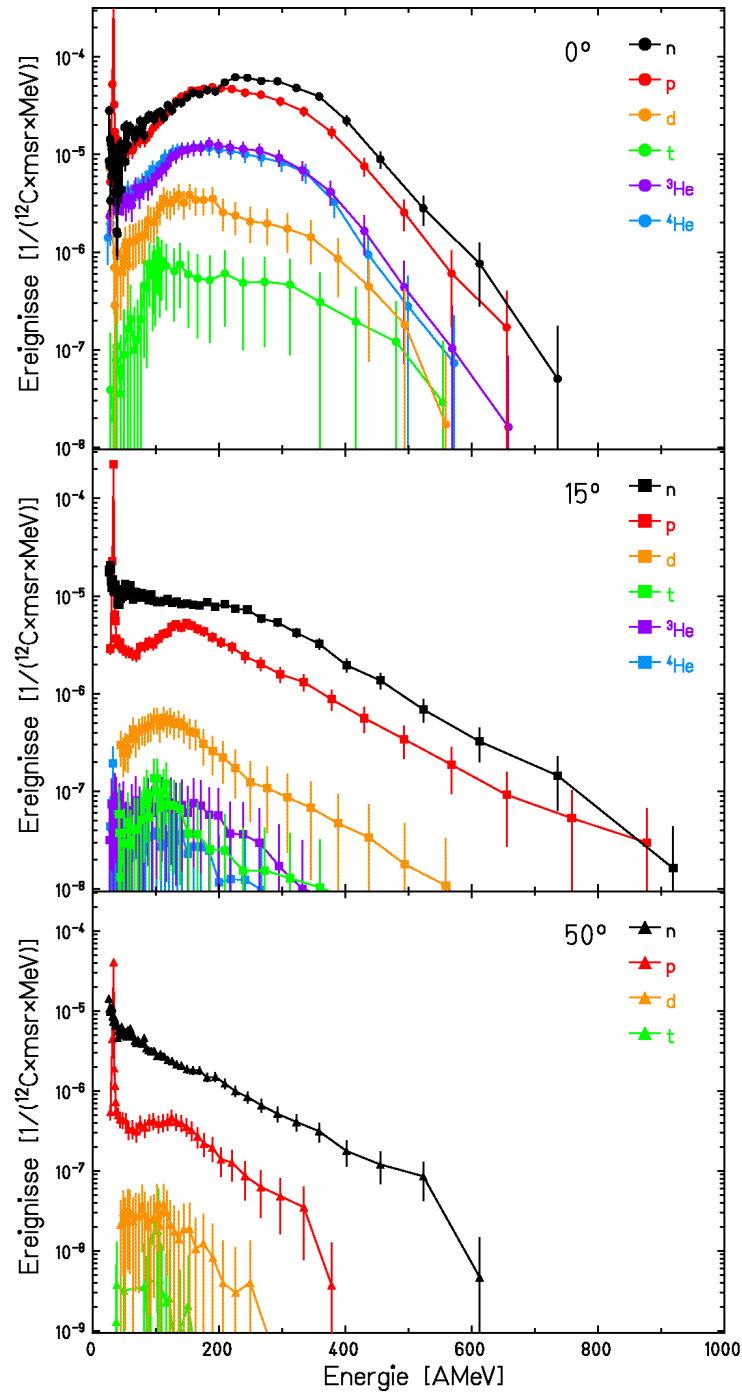 0°
n
p
d
t
³He
⁴He
10⁻⁴
10⁻⁵
10⁻⁶
10⁻⁷
10⁻⁸
Ereignisse [1/(¹²C×msr×MeV)]
15°
n
p
d
t
³He
⁴He
10⁻⁴
10⁻⁵
10⁻⁶
10⁻⁷
10⁻⁸
Ereignisse [1/(¹²C×msr×MeV)]
50°
n
p
d
t
10⁻⁴
10⁻⁵
10⁻⁶
10⁻⁷
10⁻⁸
10⁻⁹
Ereignisse [1/(¹²C×msr×MeV)]
0 200 400 600 800 1000
Energie [AMeV]